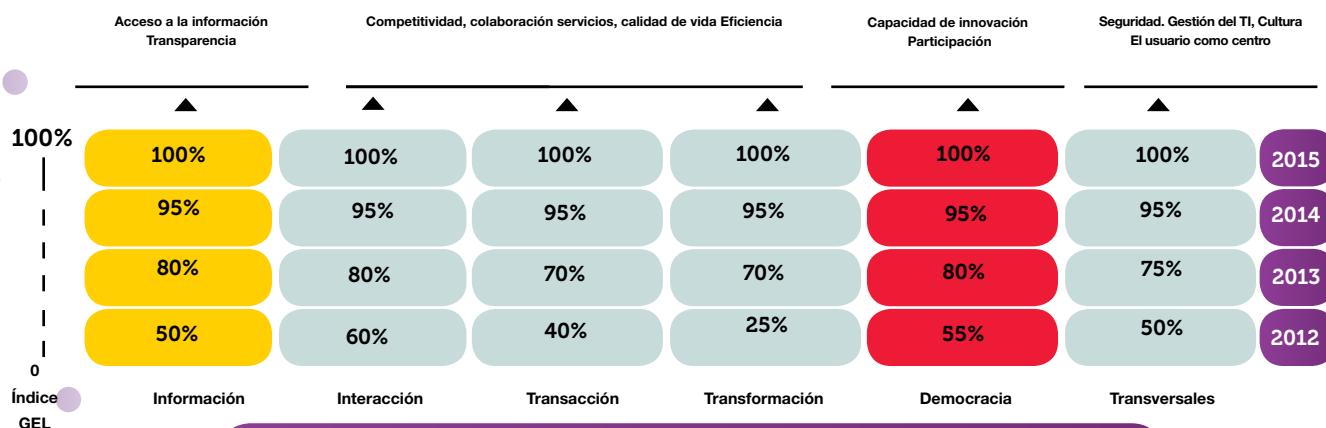 Acceso a la información
Transparencia
Competitividad, colaboración servicios, calidad de vida Eficiencia
Capacidad de innovación
Participación
Seguridad. Gestión del TI, Cultura
El usuario como centro
100%
100% 100% 100% 100% 100% 100% 2015
95% 95% 95% 95% 95% 95% 2014
80% 80% 70% 70% 80% 75% 2013
50% 60% 40% 25% 55% 50% 2012
0
Índice
GEL
Información Interacción Transacción Transformación Democracia Transversales